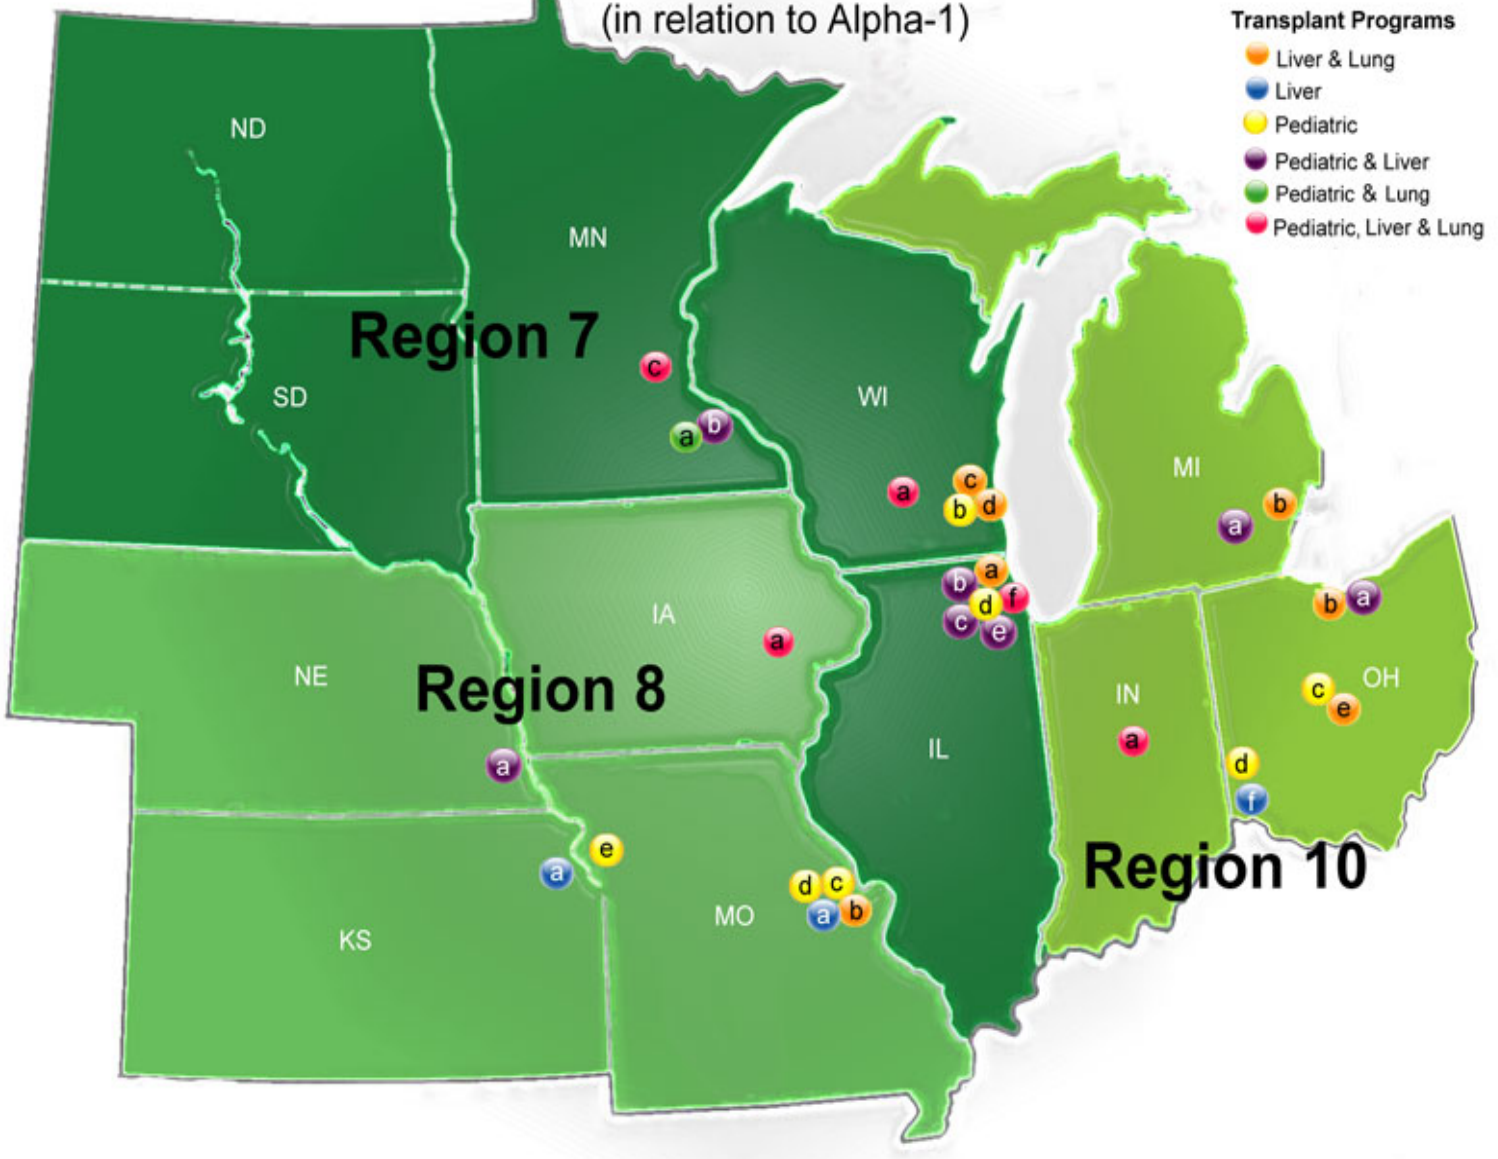 (in relation to Alpha-1)
Transplant Programs
Liver & Lung
Liver
Pediatric
Pediatric & Liver
Pediatric & Lung
Pediatric, Liver & Lung
ND
MN
Region 7
SD
c
WI
a b
MI
a
c
b d
b
a
b a
d f
c e
IA
a
b a
NE
Region 8
IN
OH
c
e
a
IL
a
d
f
e
a
Region 10
d c
a b
MO
KS